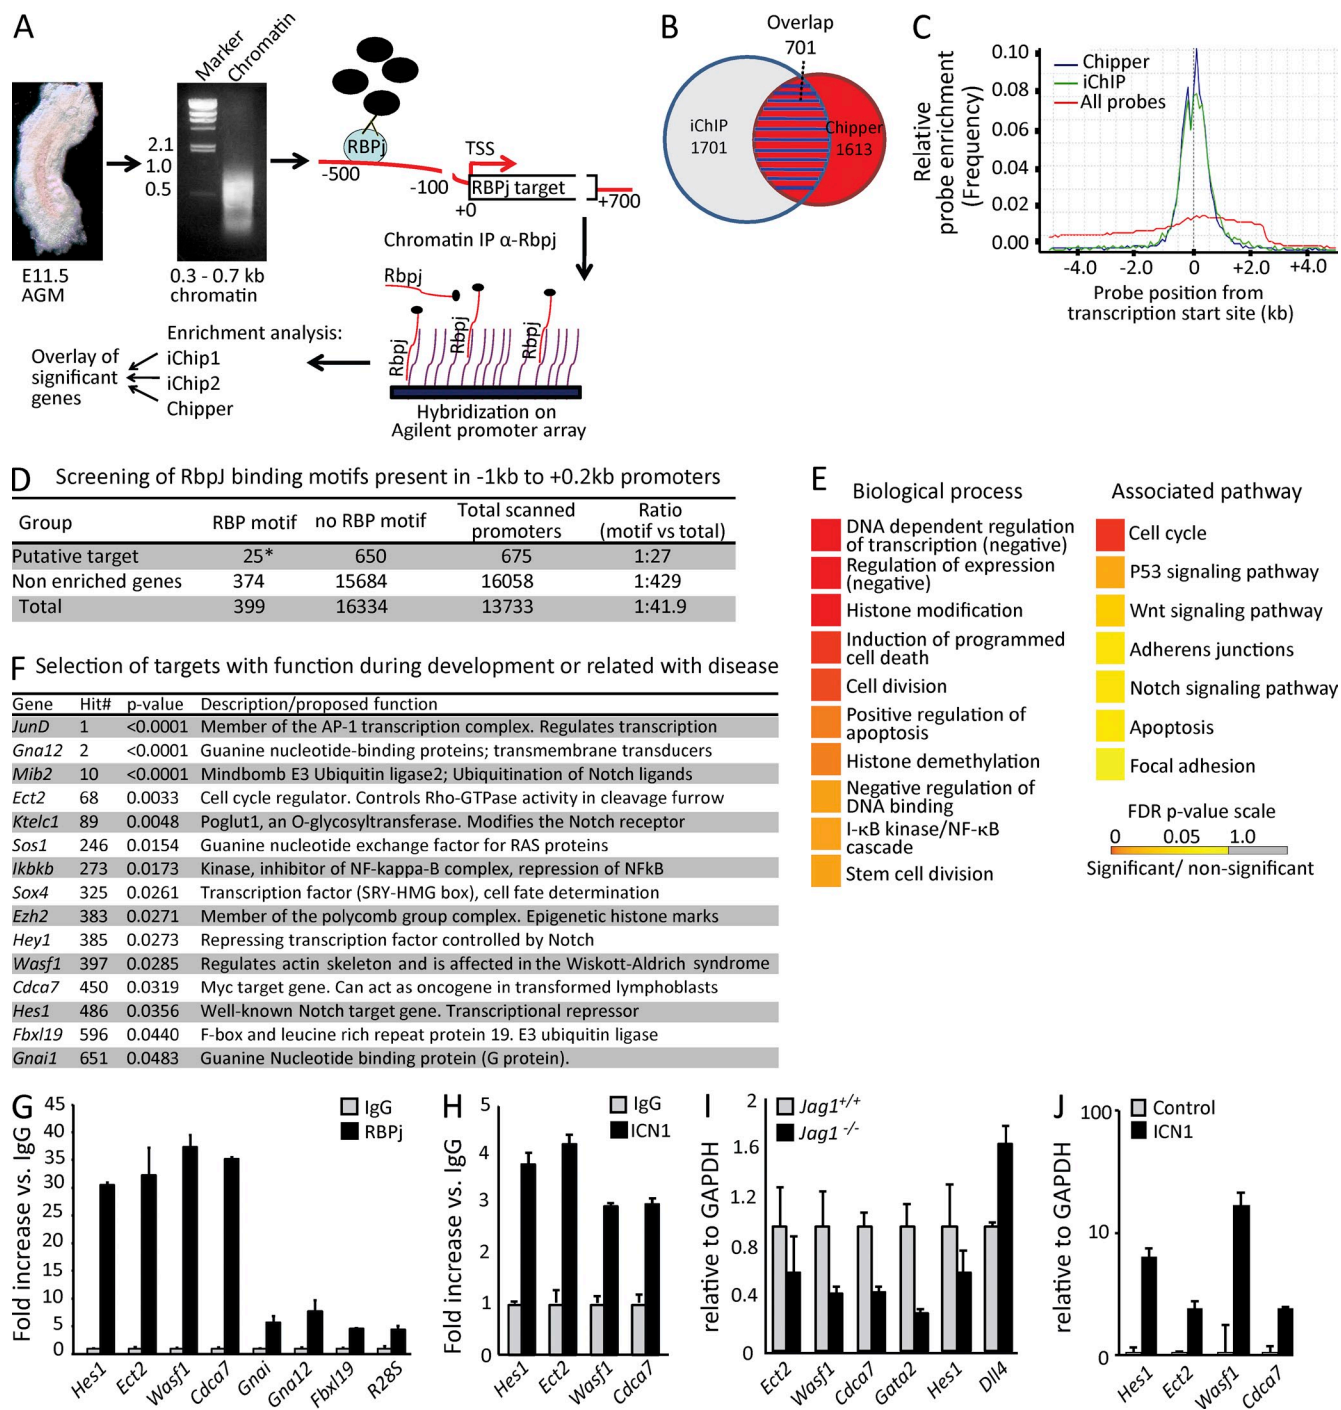 A
Marker
Chromatin
2.1
1.0
0.5
E11.5
AGM
0.3 - 0.7 kb
chromatin
RBPj
-500
-100
TSS
RBPj target
+0
+700
Chromatin IP α-Rbpj
Rbpj
Rbpj
Rbpj
Rbpj
Hybridization on
Agilent promoter array
Enrichment analysis:
iChip1
iChip2
Chipper
Overlay of
significant
genes
B
Overlap
701
iChIP
1701
Chipper
1613
C
Relative
probe enrichment
(Frequency)
0.10
0.08
0.06
0.04
0.02
0.00
Chipper
iChIP
All probes
-4.0 -2.0 0 +2.0 +4.0
Probe position from
transcription start site (kb)
D Screening of RbpJ binding motifs present in -1kb to +0.2kb promoters
Group RBP motif no RBP motif Total scanned promoters Ratio (motif vs total)
Putative target 25* 650 675 1:27
Non enriched genes 374 15684 16058 1:429
Total 399 16334 13733 1:41.9
E
Biological process
DNA dependent regulation
of transcription (negative)
Regulation of expression
(negative)
Histone modification
Induction of programmed
cell death
Cell division
Positive regulation of
apoptosis
Histone demethylation
Negative regulation of
DNA binding
I-κB kinase/NF-κB
cascade
Stem cell division
Associated pathway
Cell cycle
P53 signaling pathway
Wnt signaling pathway
Adherens junctions
Notch signaling pathway
Apoptosis
Focal adhesion
FDR p-value scale
0 0.05 1.0
Significant/ non-significant
F Selection of targets with function during development or related with disease
Gene Hit# p-value Description/proposed function
JunD 1 <0.0001 Member of the AP-1 transcription complex. Regulates transcription
Gna12 2 <0.0001 Guanine nucleotide-binding proteins; transmembrane transducers
Mib2 10 <0.0001 Mindbomb E3 Ubiquitin ligase2; Ubiquitination of Notch ligands
Ect2 68 0.0033 Cell cycle regulator. Controls Rho-GTPase activity in cleavage furrow
Ktelc1 89 0.0048 Poglut1, an O-glycosyltransferase. Modifies the Notch receptor
Sos1 246 0.0154 Guanine nucleotide exchange factor for RAS proteins
Ikbkb 273 0.0173 Kinase, inhibitor of NF-kappa-B complex, repression of NFkB
Sox4 325 0.0261 Transcription factor (SRY-HMG box), cell fate determination
Ezh2 383 0.0271 Member of the polycomb group complex. Epigenetic histone marks
Hey1 385 0.0273 Repressing transcription factor controlled by Notch
Wasf1 397 0.0285 Regulates actin skeleton and is affected in the Wiskott-Aldrich syndrome
Cdca7 450 0.0319 Myc target gene. Can act as oncogene in transformed lymphoblasts
Hes1 486 0.0356 Well-known Notch target gene. Transcriptional repressor
Fbxl19 596 0.0440 F-box and leucine rich repeat protein 19. E3 ubiquitin ligase
Gnai1 651 0.0483 Guanine Nucleotide binding protein (G protein).
G
Fold increase vs. IgG
45
40
35
30
25
20
15
10
5
0
IgG
RBPj
Hes1 Ect2 Wasf1 Cdca7 Gnai Gna12 Fbxl19 R28S
H
Fold increase vs. IgG
5
4
3
2
1
0
IgG
ICN1
Hes1 Ect2 Wasf1 Cdca7
I
relative to GAPDH
2
1.6
1.2
0.8
0.4
0
Jag1+/+
Jag1 -/-
Ect2 Wasf1 Cdca7 Gata2 Hes1 Dll4
J
relative to GAPDH
100
10
0
Control
ICN1
Hes1 Ect2 Wasf1 Cdca7